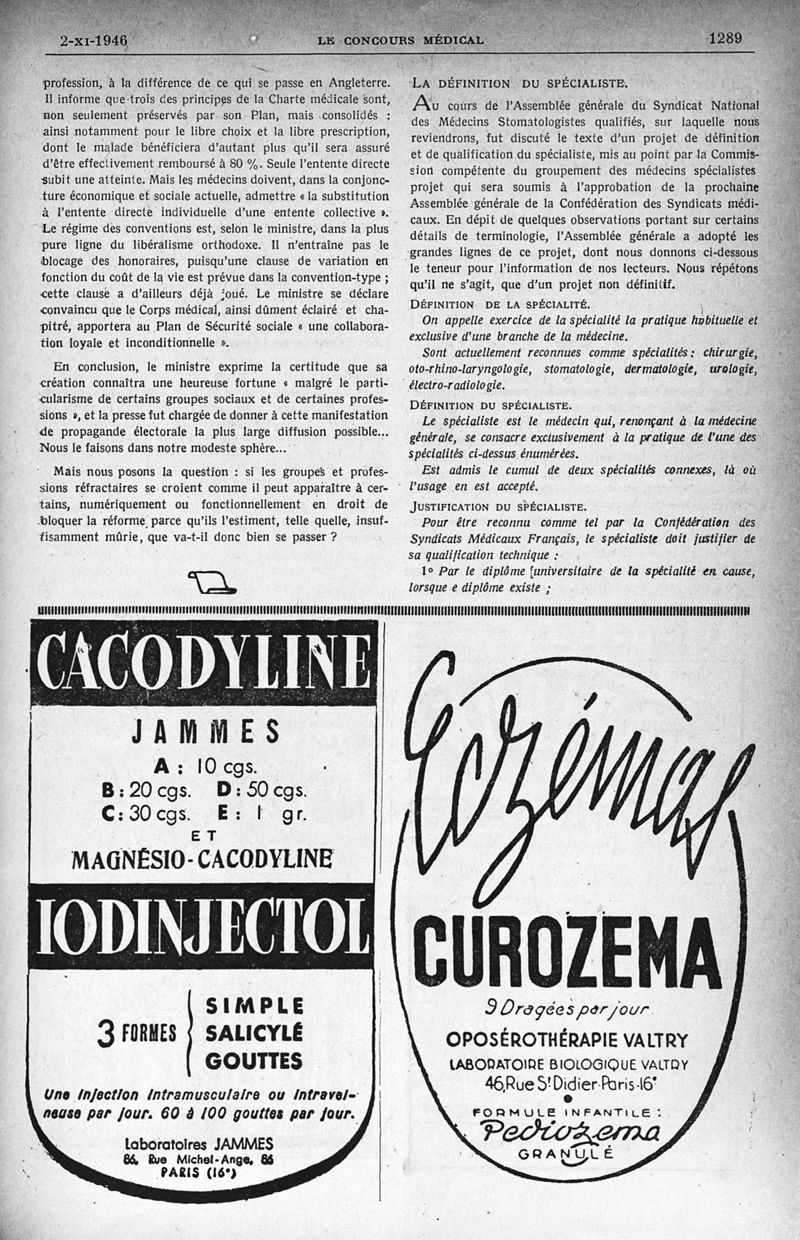 2-XI-1946 LE CONCOURS MÉDICAL 1289
profession, à la différence de ce qui se passe en Angleterre.
Il informe que trois des principes de la Charte médicale sont,
non seulement préservés par son Plan, mais consolidés :
ainsi notamment pour le libre choix et la libre prescription,
dont le malade bénéficiera d'autant plus qu'il sera assuré
d'être effectivement remboursé à 80 %. Seule l'entente directe
subit une atteinte. Mais les médecins doivent, dans la conjonc-
ture économique et sociale actuelle, admettre « la substitution
à l'entente directe individuelle d'une entente collective ».
Le régime des conventions est, selon le ministre, dans la plus
pure ligne du libéralisme orthodoxe. Il n'entraîne pas le
blocage des honoraires, puisqu'une clause de variation en
fonction du coût de la vie est prévue dans la convention-type ;
cette clause a d'ailleurs déjà joué. Le ministre se déclare
convaincu que le Corps médical, ainsi dûment éclairé et cha-
pitré, apportera au Plan de Sécurité sociale « une collabora-
tion loyale et inconditionnelle ».
En conclusion, le ministre exprime la certitude que sa
création connaîtra une heureuse fortune « malgré le parti-
cularisme de certains groupes sociaux et de certaines profes-
sions », et la presse fut chargée de donner à cette manifestation
de propagande électorale la plus large diffusion possible...
Nous le faisons dans notre modeste sphère...
Mais nous posons la question : si les groupes et profes-
sions réfractaires se croient comme il peut apparaître à cer-
tains, numériquement ou fonctionnellement en droit de
bloquer la réforme parce qu'ils l'estiment, telle quelle, insuf-
fisamment mûrie, que va-t-il donc bien se passer ?
LA DÉFINITION DU SPÉCIALISTE.
Au cours de l'Assemblée générale du Syndicat National
des Médecins Stomatologistes qualifiés, sur laquelle nous
reviendrons, fut discuté le texte d'un projet de définition
et de qualification du spécialiste, mis au point par la Commis-
sion compétente du groupement des médecins spécialistes
projet qui sera soumis à l'approbation de la prochaine
Assemblée générale de la Confédération des Syndicats médi-
caux. En dépit de quelques observations portant sur certains
détails de terminologie, l'Assemblée générale a adopté les
grandes lignes de ce projet, dont nous donnons ci-dessous
le teneur pour l'information de nos lecteurs. Nous répétons
qu'il ne s'agit, que d'un projet non définitif.
DÉFINITION DE LA SPÉCIALITÉ.
On appelle exercice de la spécialité la pratique habituelle et
exclusive d'une branche de la médecine.
Sont actuellement reconnues comme spécialités : chirurgie,
oto-rhino-laryngologie, stomatologie, dermatologie, urologie,
électro-radiologie.
DÉFINITION DU SPÉCIALISTE.
Le spécialiste est le médecin qui, renonçant à la médecine
générale, se consacre exclusivement à la pratique de l'une des
spécialités ci-dessus énumérées.
Est admis le cumul de deux spécialités connexes, là où
l'usage en est accepté.
JUSTIFICATION DU SPÉCIALISTE.
Pour être reconnu comme tel par la Confédération des
Syndicats Médicaux Français, le spécialiste doit justifier de
sa qualification technique :
1º Par le diplôme [universitaire de la spécialité en cause,
lorsque e diplôme existe ;
CACODYLINE
JAMMES
A : 10 cgs.
B : 20 cgs. D : 50 cgs.
C : 30 cgs. E : 1 gr.
ET
MAGNÉSIO-CACODYLINE
IODINJECTOL
3 FORMES
SIMPLE
SALICYLÉ
GOUTTES
Une injection intramusculaire ou intravei-
neuse par jour. 60 à 100 gouttes par jour.
Laboratoires JAMMES
86, Rue Michel-Ange, 86
PARIS (16º)
Eczémas
CUROZEMA
9 Dragées par jour
OPOSÉROTHÉRAPIE VALTRY
LABORATOIRE BIOLOGIQUE VALTRY
46, Rue St Didier-Paris-16e
FORMULE INFANTILE :
Pediozema
GRANULÉ